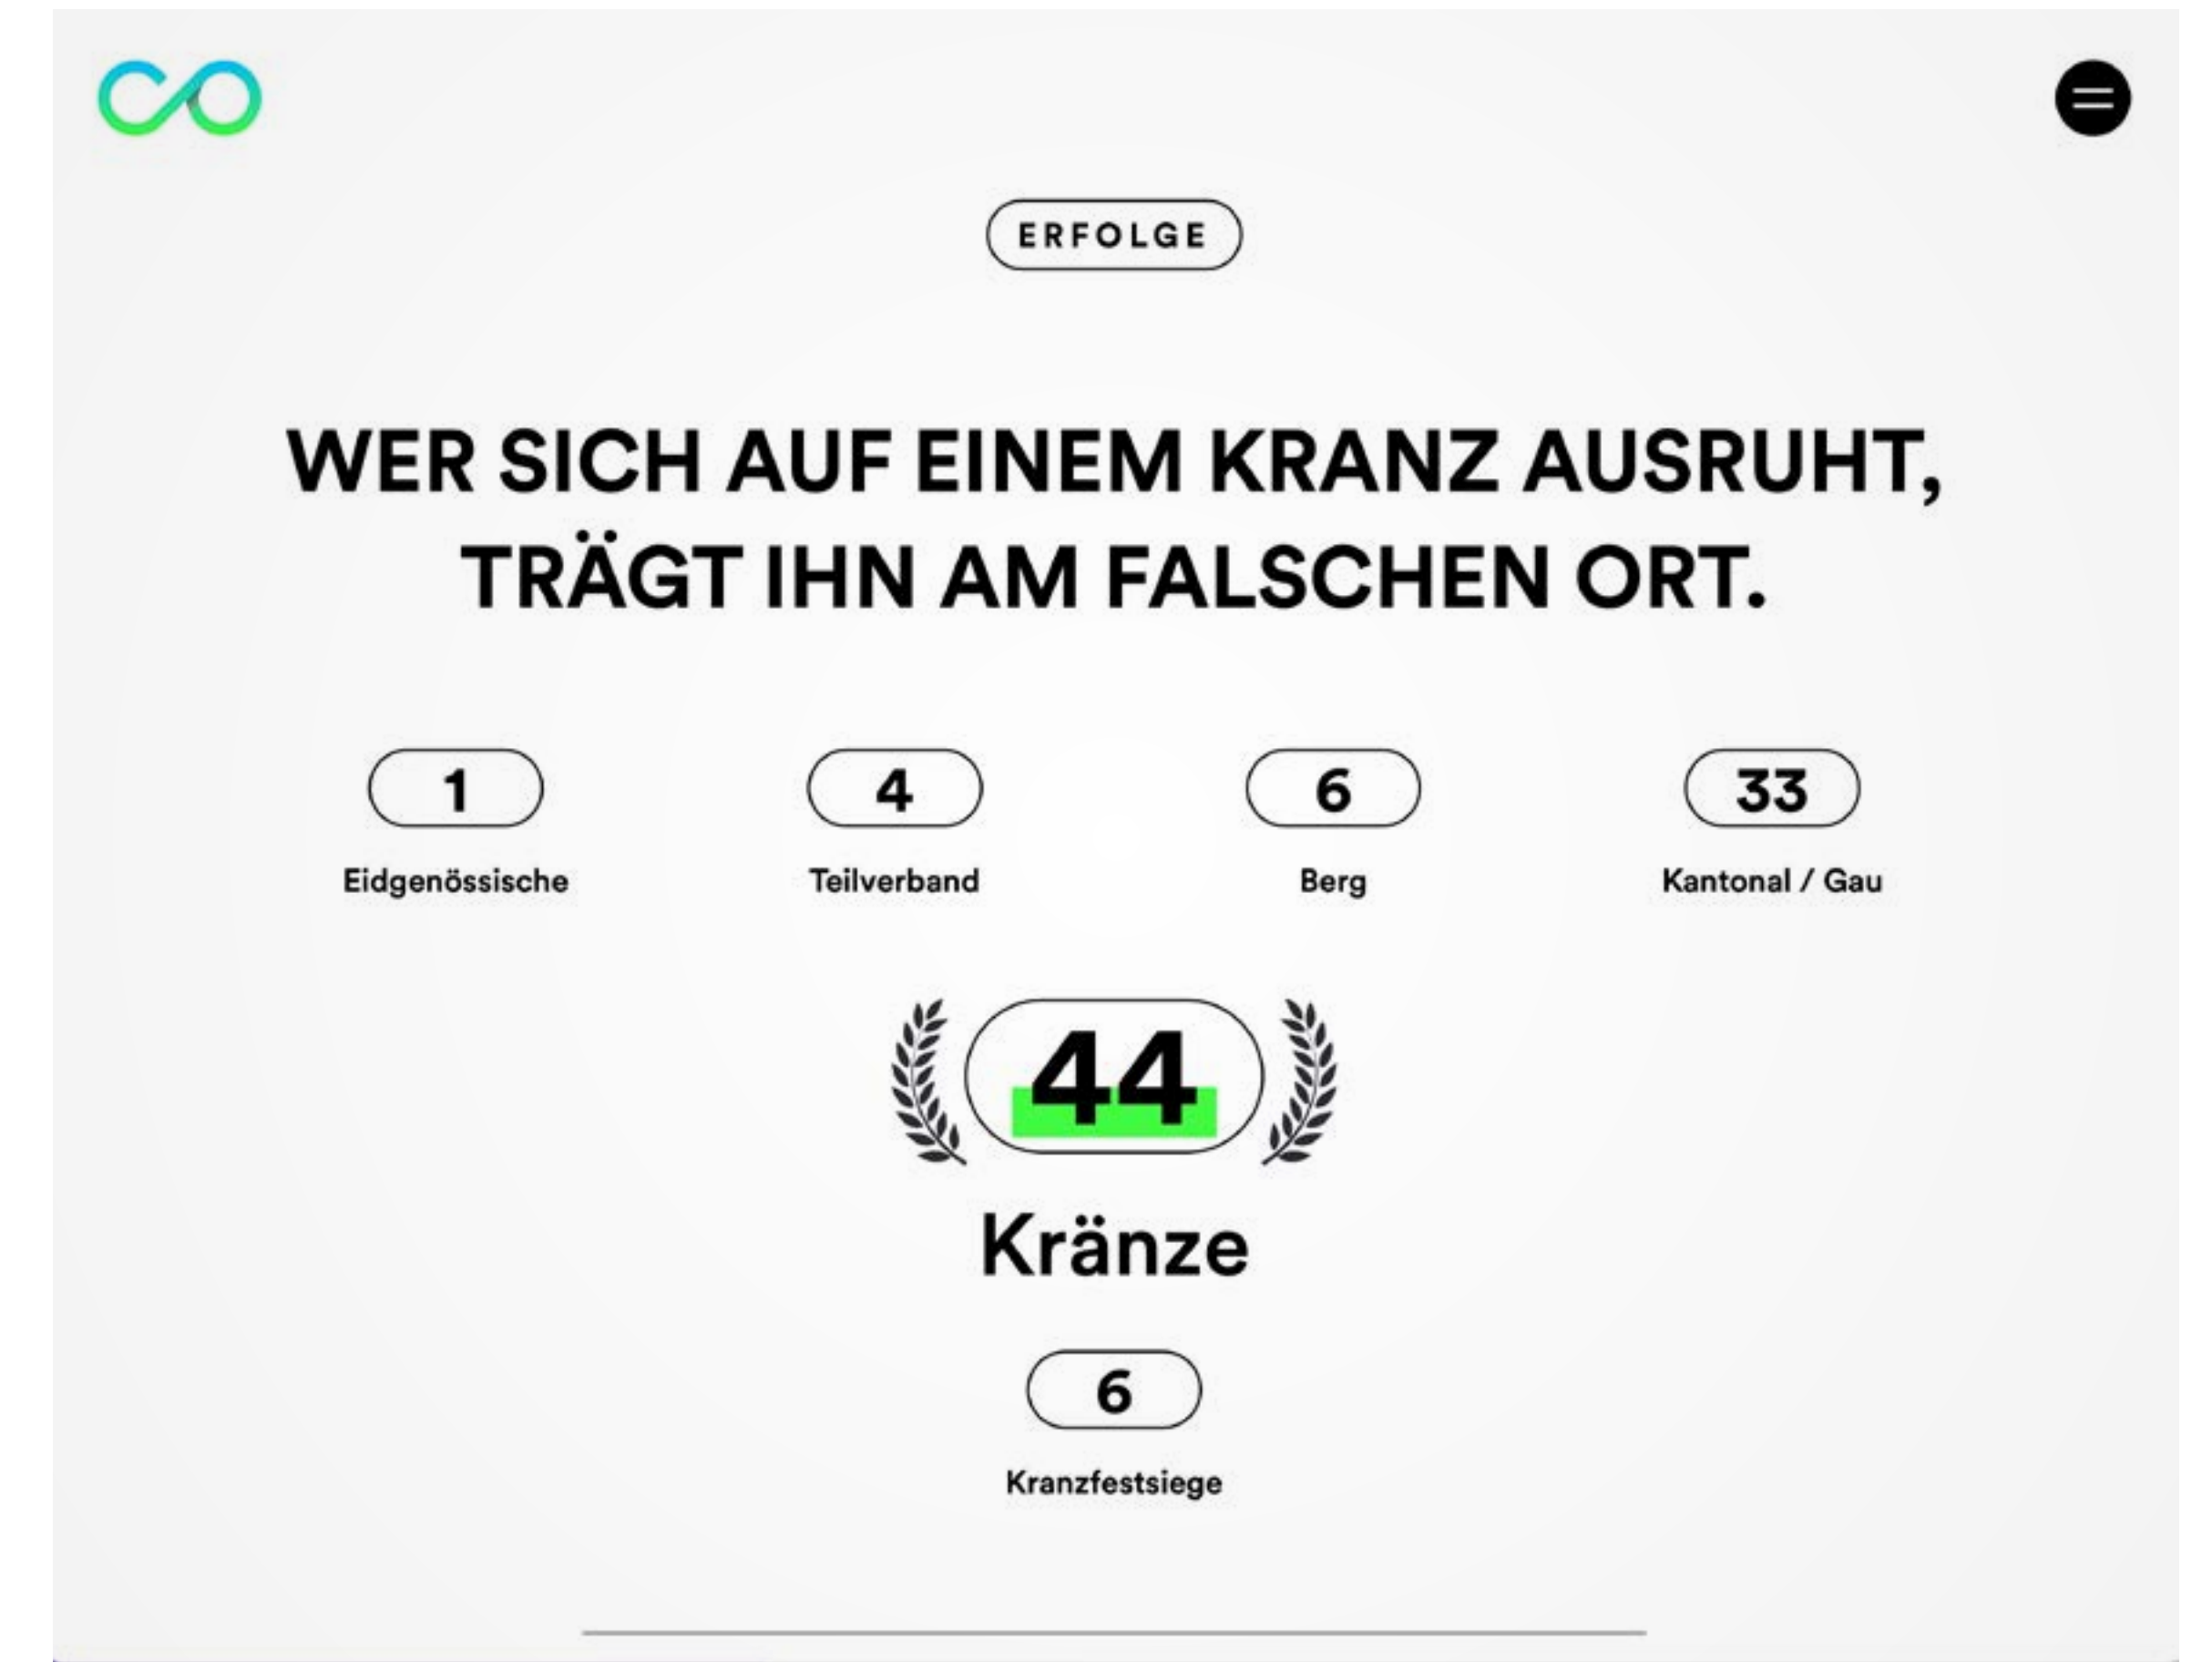 ERFOLGE
WER SICH AUF EINEM KRANZ AUSRUHT,
TRÄGT IHN AM FALSCHEN ORT.
1 4 6 33
Eidgenössische Teilverband Berg Kantonal / Gau
44
Kränze
6
Kranzfestsiege